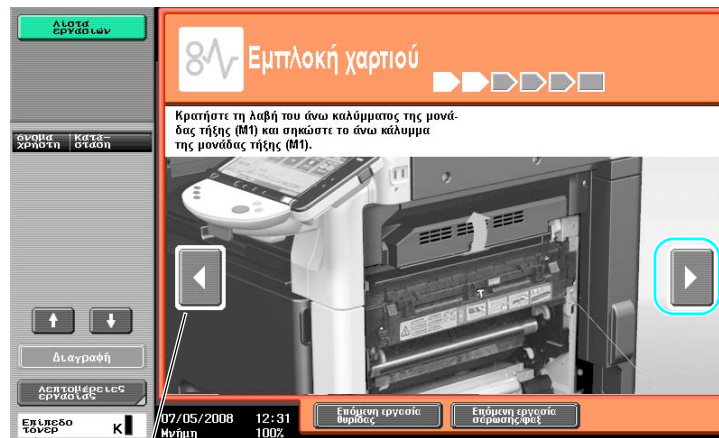 Λίστα
εργασιών
Εμπλοκή χαρτιού
Κρατήστε τη λαβή του άνω καλύμματος της μονά-
δας τήξης (M1) και σηκώστε το άνω κάλυμμα
της μονάδας τήξης (M1).
όνομα
χρήστη
Κατά-
σταση
Διαγραφή
Λεπτομέρειες
εργασίας
Επίπεδο
τόνερ
K
07/05/2008 12:31
Μνήμη 100%
Επόμενη εργασία
θυρίδας
Επόμενη εργασία
σάρωσης/φαξ